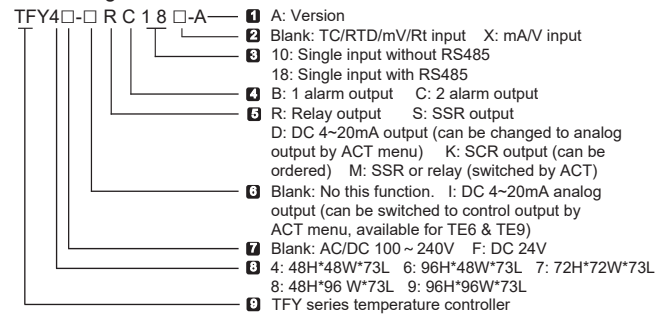 TFY4□-□ R C 1 8 □-A
1 A: Version
2 Blank: TC/RTD/mV/Rt input X: mA/V input
3 10: Single input without RS485
18: Single input with RS485
4 B: 1 alarm output C: 2 alarm output
5 R: Relay output S: SSR output
D: DC 4~20mA output (can be changed to analog
output by ACT menu) K: SCR output (can be
ordered) M: SSR or relay (switched by ACT)
6 Blank: No this function. I: DC 4~20mA analog
output (can be switched to control output by
ACT menu, available for TE6 & TE9)
7 Blank: AC/DC 100 ~ 240V F: DC 24V
8 4: 48H*48W*73L 6: 96H*48W*73L 7: 72H*72W*73L
8: 48H*96 W*73L 9: 96H*96W*73L
9 TFY series temperature controller